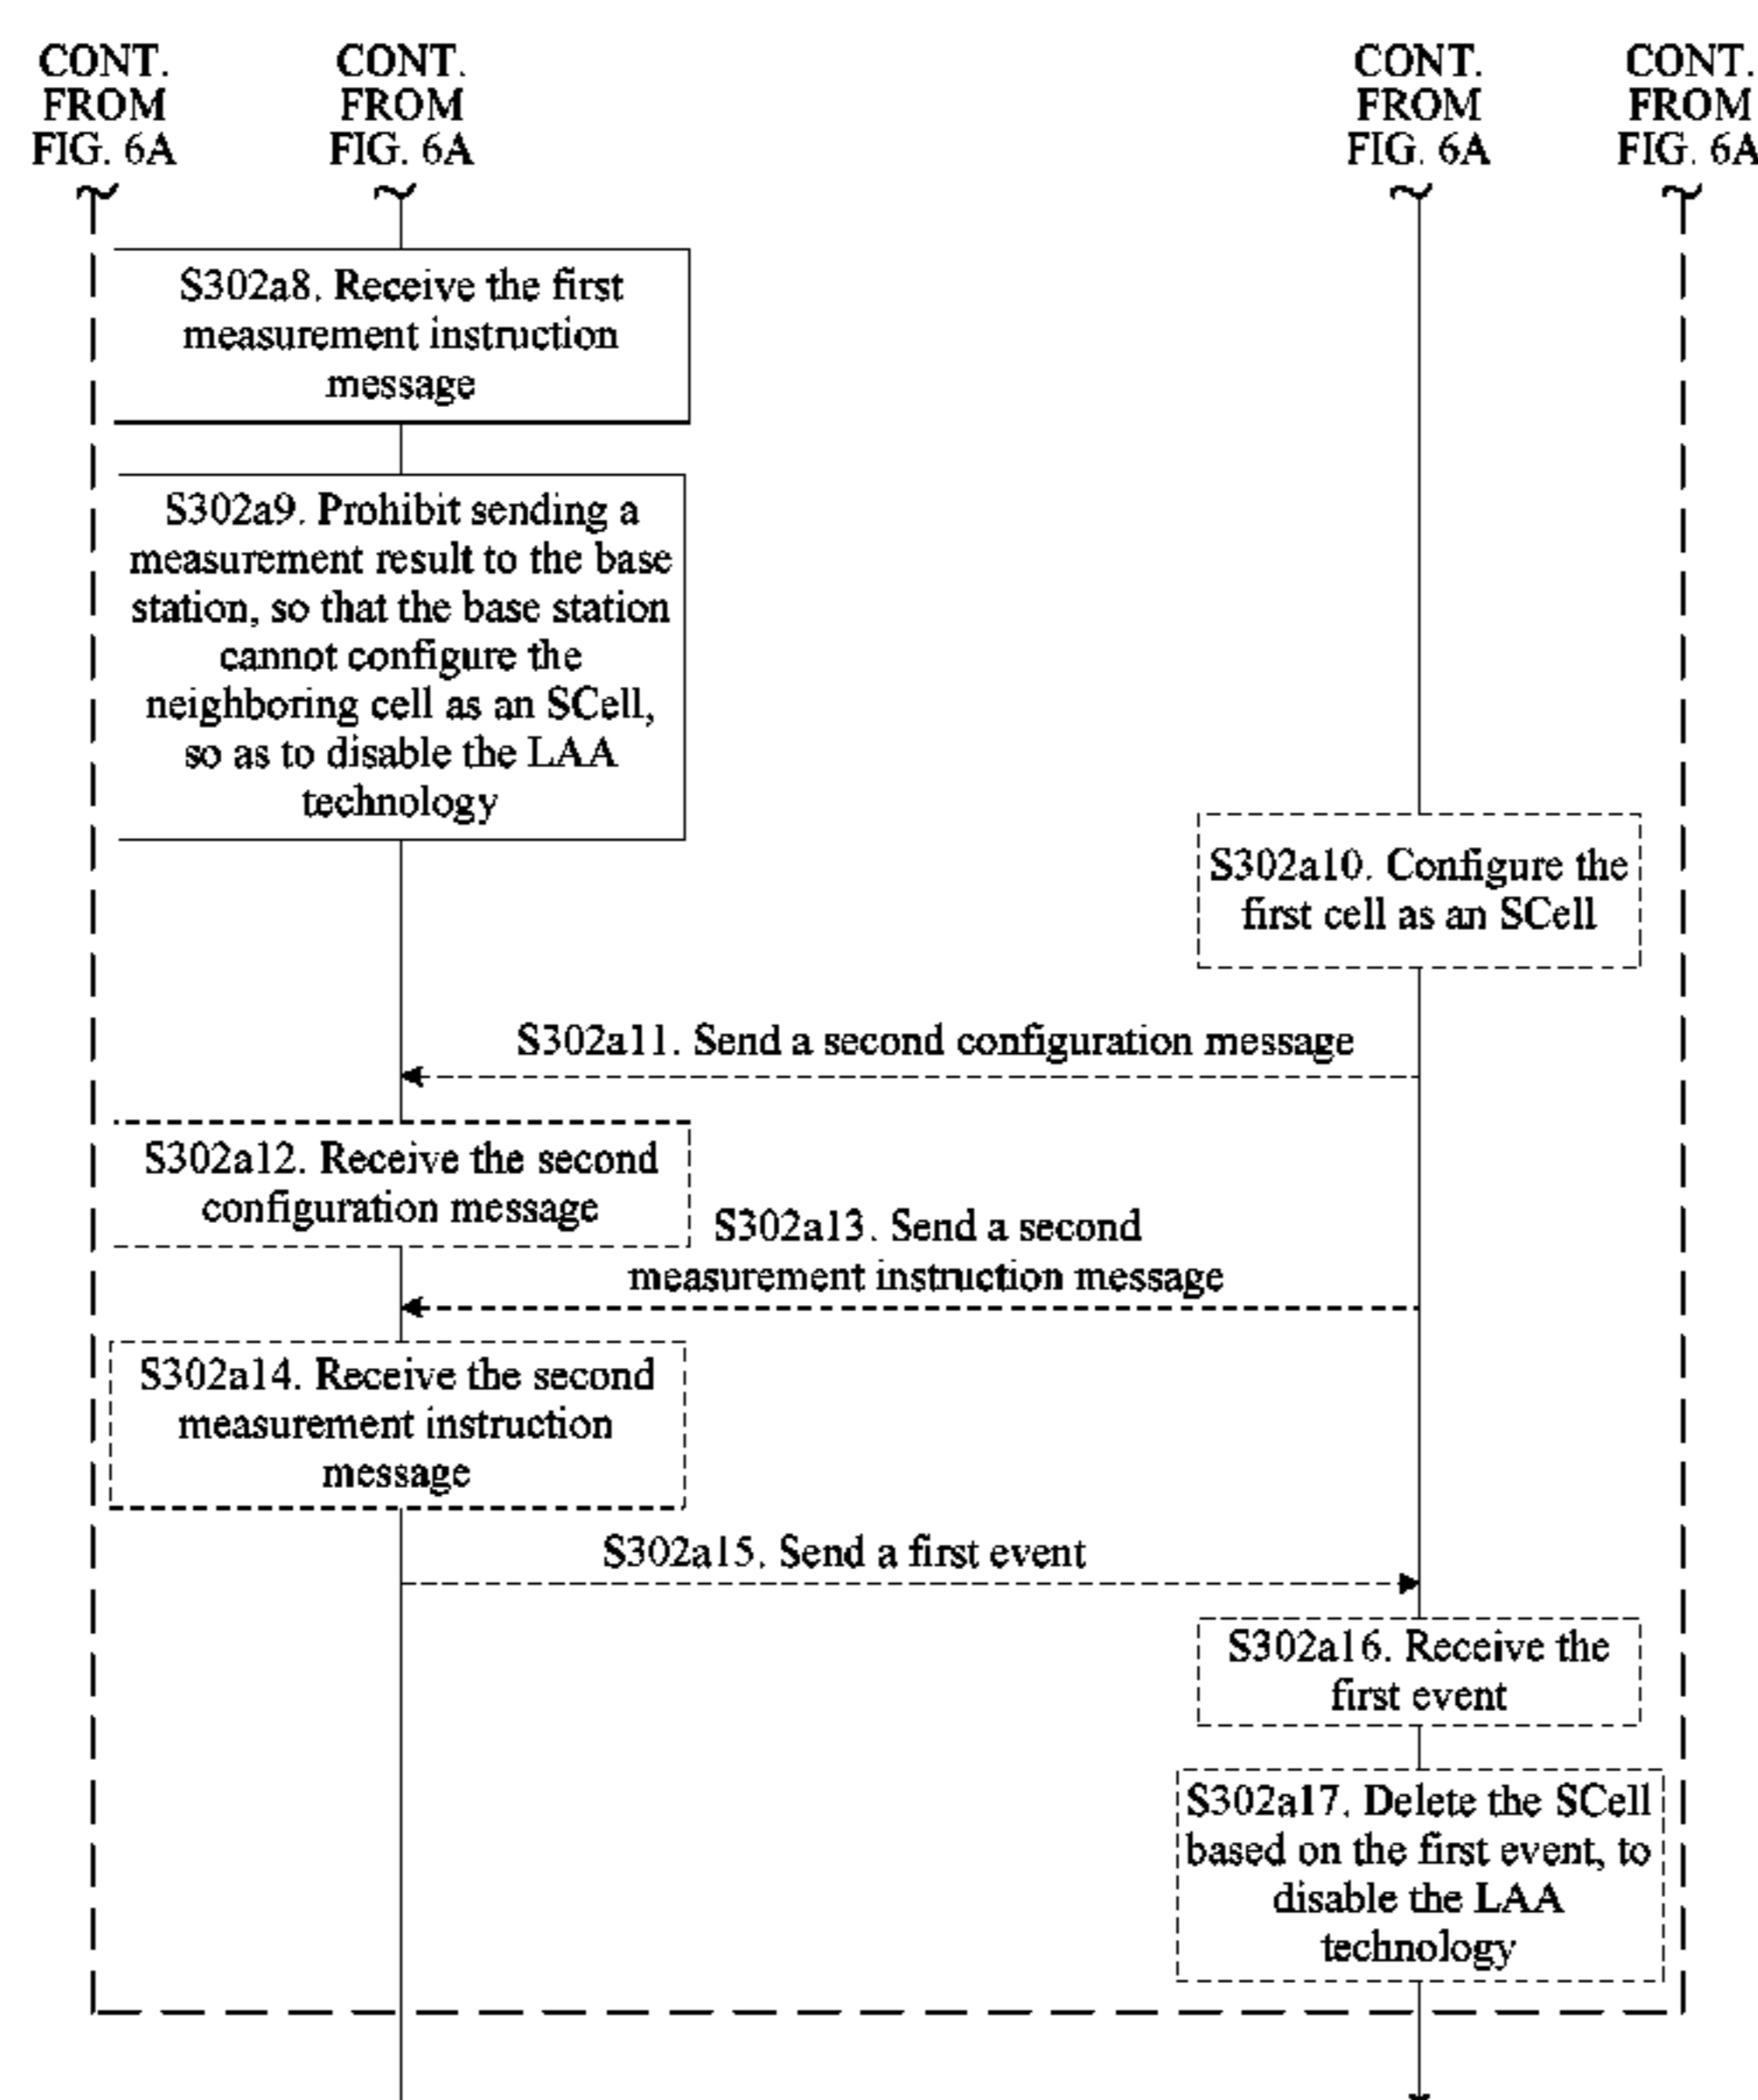 CONT.
FROM
FIG. 6A
CONT.
FROM
FIG. 6A
CONT.
FROM
FIG. 6A
CONT.
FROM
FIG. 6A
S302a8. Receive the first
measurement instruction
message
S302a9. Prohibit sending a
measurement result to the base
station, so that the base station
cannot configure the
neighboring cell as an SCell,
so as to disable the LAA
technology
S302a10. Configure the
first cell as an SCell
S302a11. Send a second configuration message
S302a12. Receive the second
configuration message
S302a13. Send a second
measurement instruction message
S302a14. Receive the second
measurement instruction
message
S302a15. Send a first event
S302a16. Receive the
first event
S302a17. Delete the SCell
based on the first event, to
disable the LAA
technology